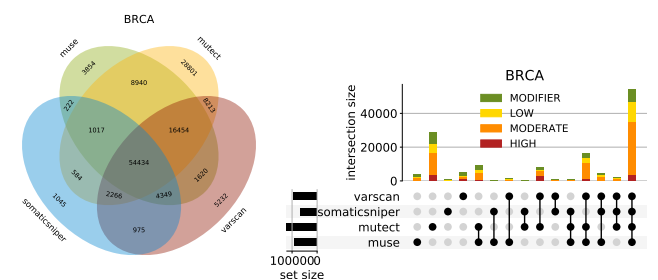 BRCA
muse
mutect
3854
28801
8940
222
8213
1017
16454
54434
584
1620
2266
4349
1045
5232
975
somaticsniper
varscan
BRCA
intersection size
MODIFIER
LOW
MODERATE
HIGH
40000
20000
0
varscan
somaticsniper
mutect
muse
1000000
set size